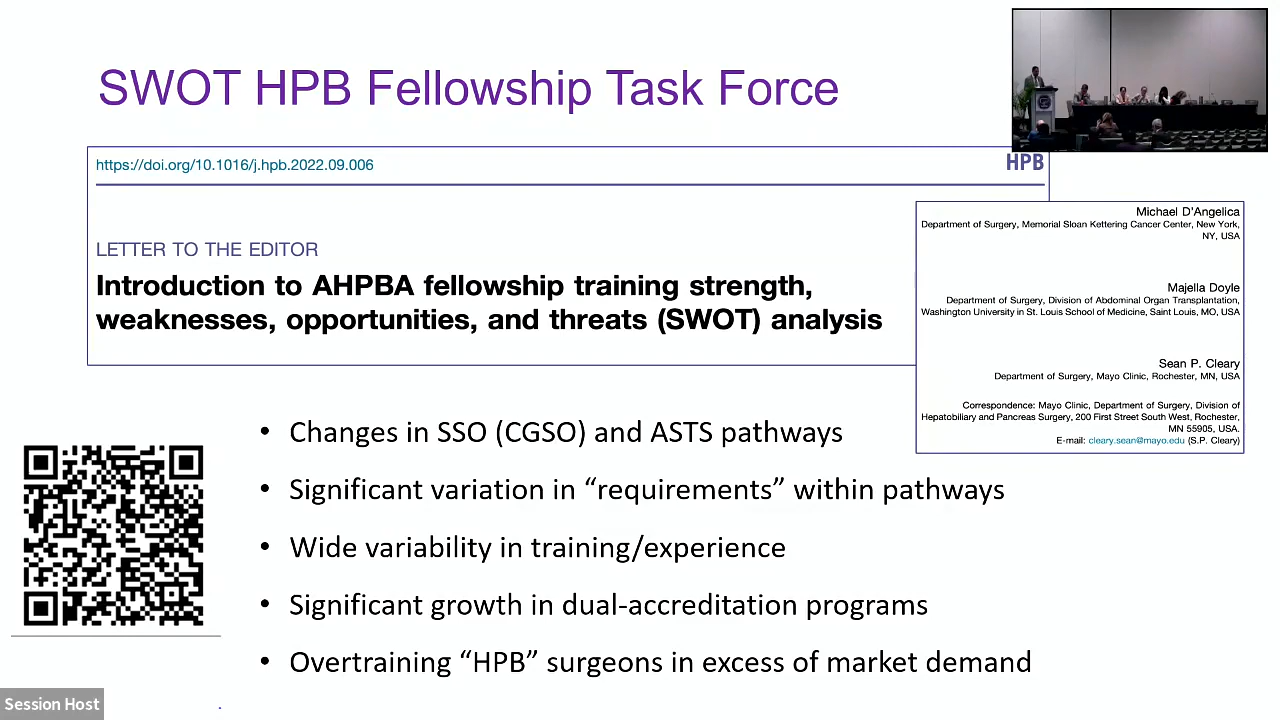 SWOT HPB Fellowship Task Force
https://doi.org/10.1016/j.hpb.2022.09.006
HPB
LETTER TO THE EDITOR
Introduction to AHPBA fellowship training strength,
weaknesses, opportunities, and threats (SWOT) analysis
Michael D'Angelica
Department of Surgery, Memorial Sloan Kettering Cancer Center, New York,
NY, USA
Majella Doyle
Department of Surgery, Division of Abdominal Organ Transplantation,
Washington University in St. Louis School of Medicine, Saint Louis, MO, USA
Sean P. Cleary
Department of Surgery, Mayo Clinic, Rochester, MN, USA
Correspondence: Mayo Clinic, Department of Surgery, Division of
Hepatobiliary and Pancreas Surgery, 200 First Street South West, Rochester,
MN 55905, USA.
E-mail: cleary.sean@mayo.edu (S.P. Cleary)
• Changes in SSO (CGSO) and ASTS pathways
• Significant variation in “requirements” within pathways
• Wide variability in training/experience
• Significant growth in dual-accreditation programs
• Overtraining “HPB” surgeons in excess of market demand
Session Host